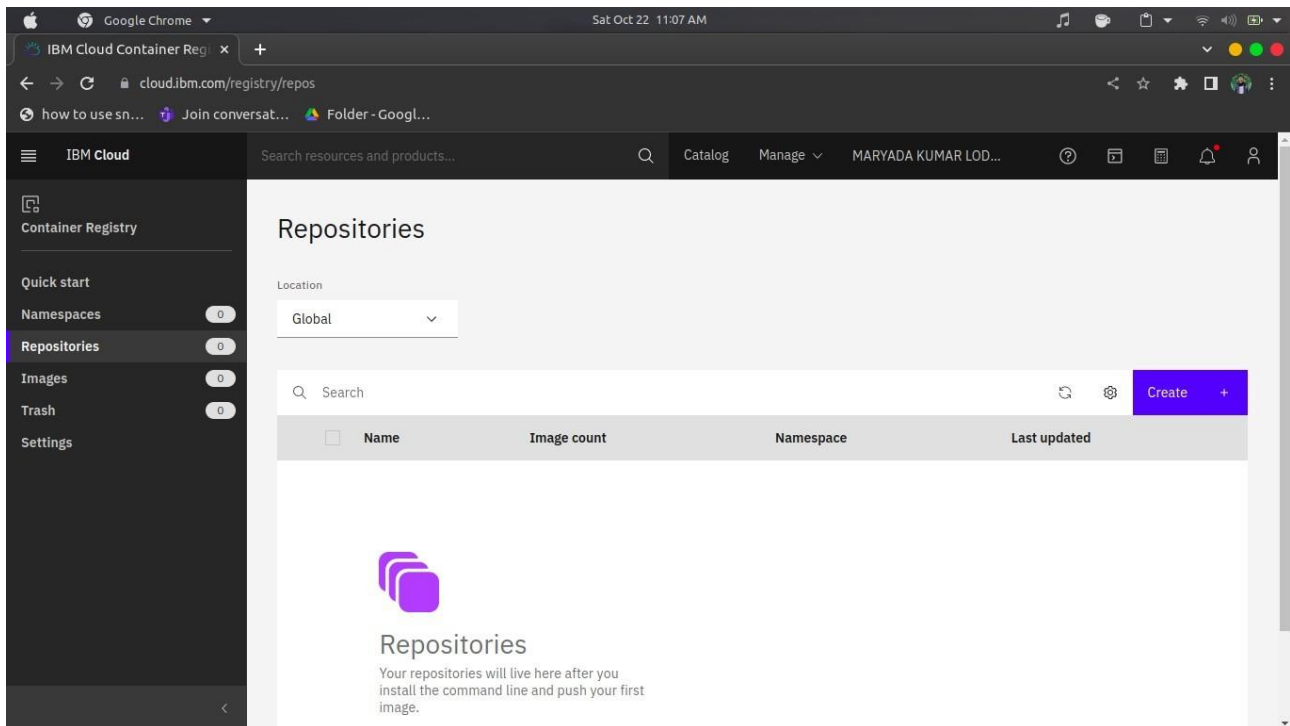 Google Chrome
Sat Oct 22 11:07 AM
IBM Cloud Container Regi
cloud.ibm.com/registry/repos
how to use sn...
Join conversat...
Folder - Googl...
IBM Cloud
Search resources and products...
Catalog
Manage
MARYADA KUMAR LOD...
Container Registry
Quick start
Namespaces 0
Repositories 0
Images 0
Trash 0
Settings
Repositories
Location
Global
Search
Create +
Name Image count Namespace Last updated
Repositories
Your repositories will live here after you
install the command line and push your first
image.